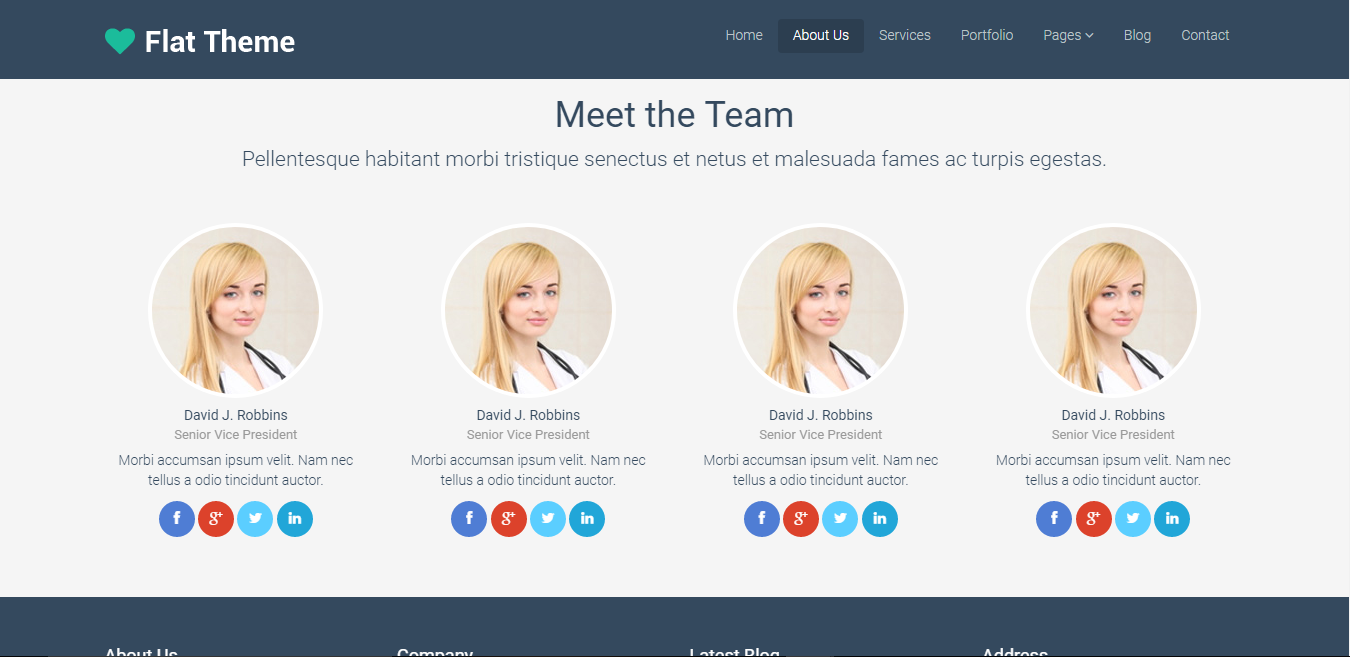 Flat Theme
Home About Us Services Portfolio Pages Blog Contact
Meet the Team
Pellentesque habitant morbi tristique senectus et netus et malesuada fames ac turpis egestas.
David J. Robbins David J. Robbins David J. Robbins David J. Robbins
Senior Vice President Senior Vice President Senior Vice President Senior Vice President
Morbi accumsan ipsum velit. Nam nec Morbi accumsan ipsum velit. Nam nec Morbi accumsan ipsum velit. Nam nec Morbi accumsan ipsum velit. Nam nec
tellus a odio tincidunt auctor. tellus a odio tincidunt auctor. tellus a odio tincidunt auctor. tellus a odio tincidunt auctor.
f g+ in f g+ in f g+ in f g+ in
About Us Company Latest Blog Address